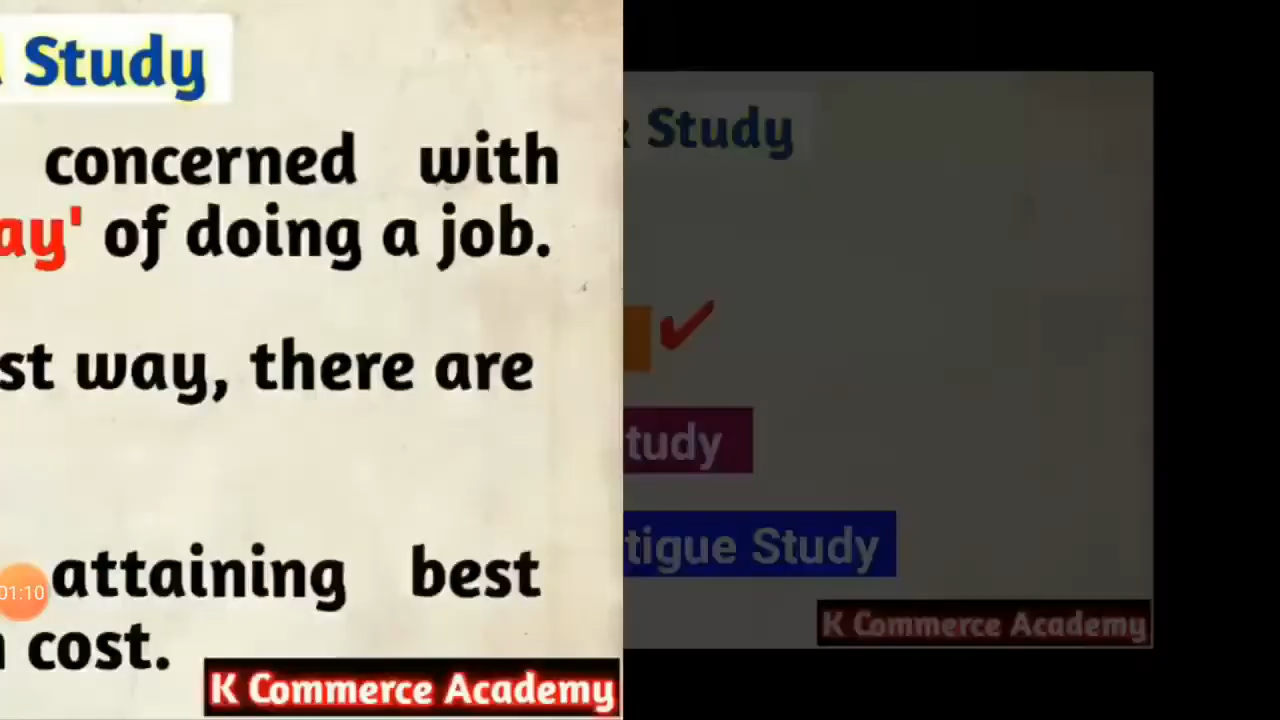 Study
concerned with
ay' of doing a job.
st way, there are
attaining best
01:10
cost.
K Commerce Academy
Study
tudy
tigue Study
K Commerce Academy